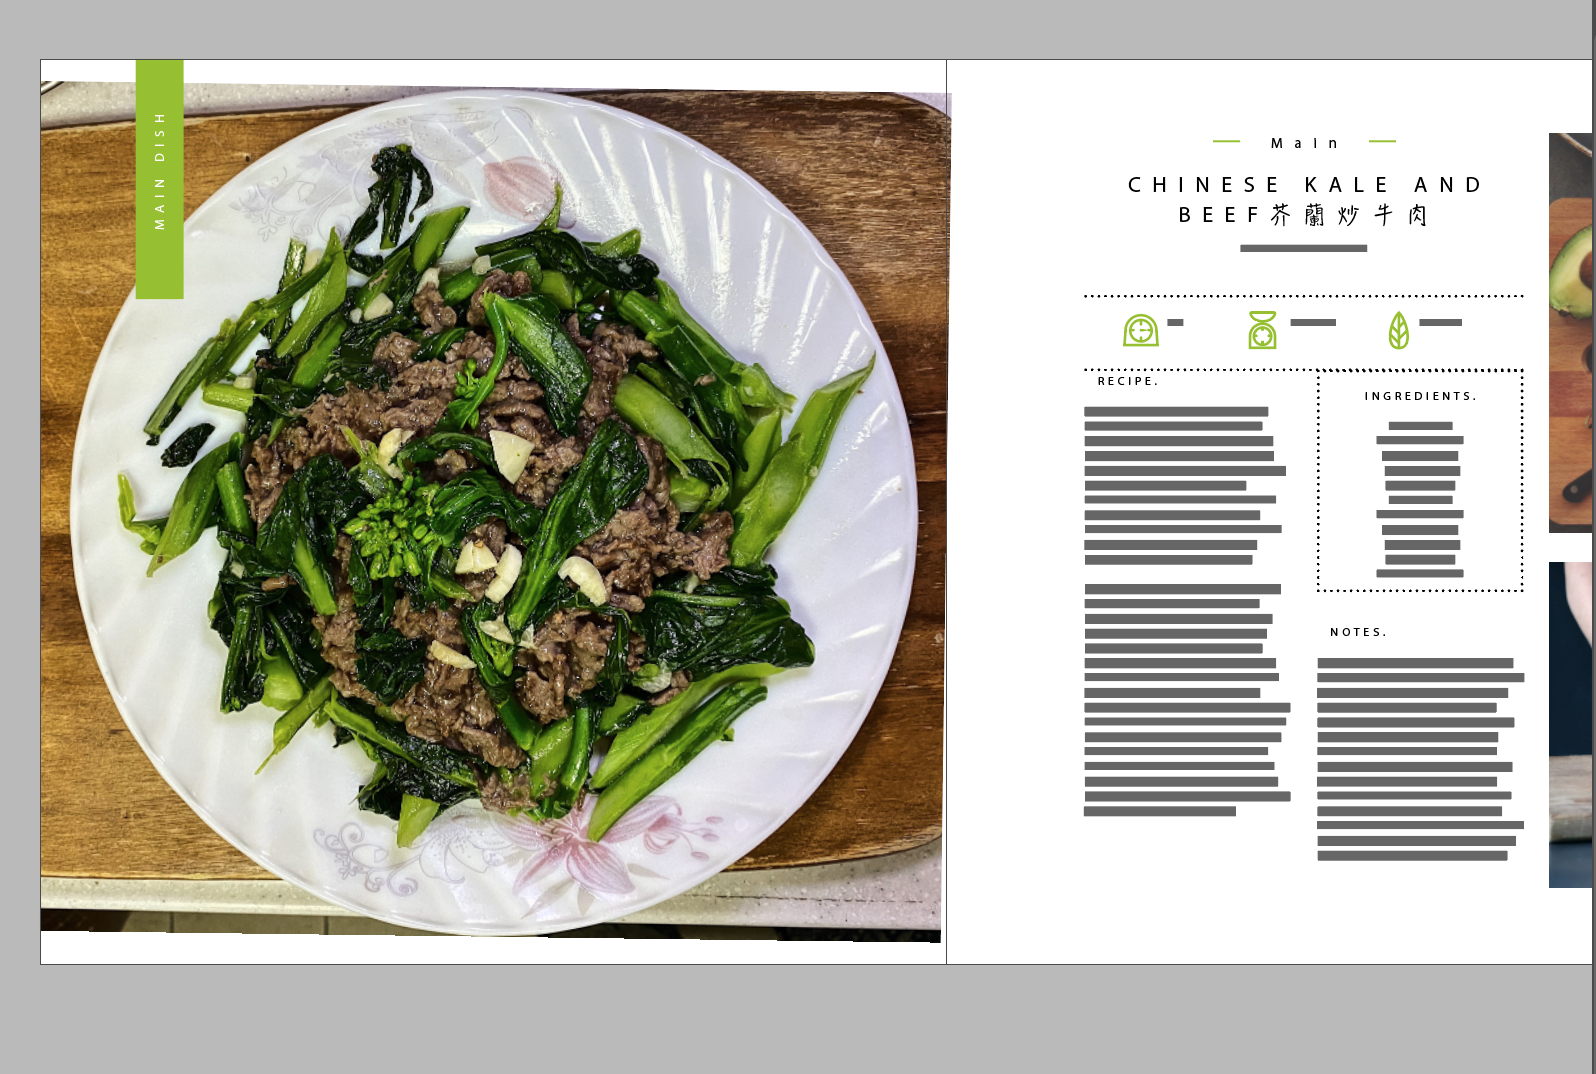 MAIN DISH
Main
CHINESE KALE AND
BEEF芥蘭炒牛肉
RECIPE.
INGREDIENTS.
NOTES.